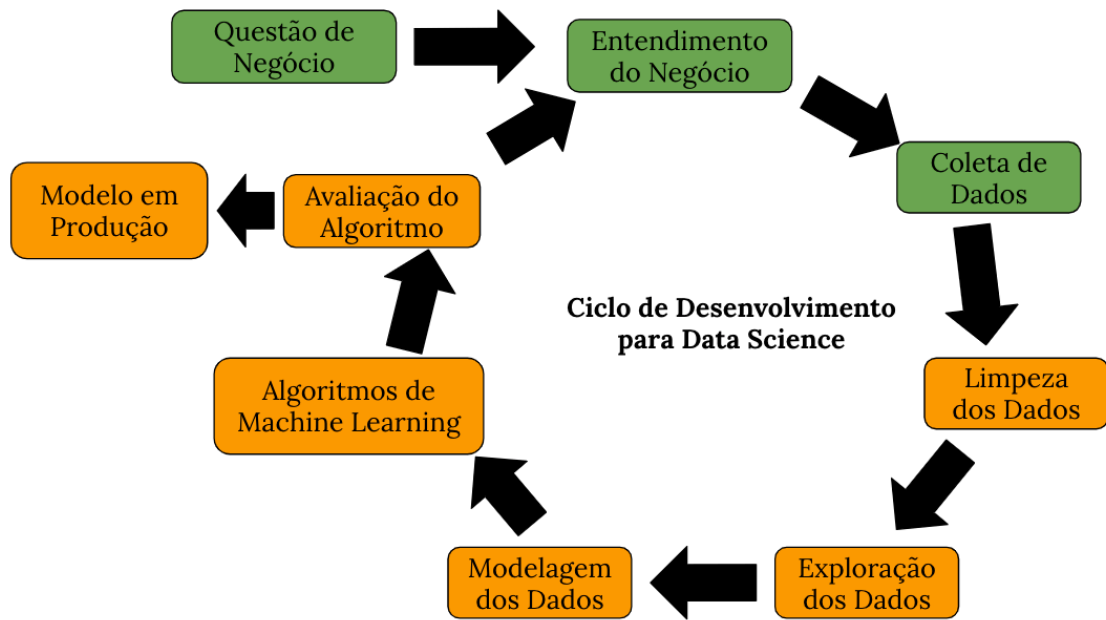 Questão de
Negócio
Entendimento
do Negócio
Coleta de
Dados
Modelo em
Produção
Avaliação do
Algoritmo
Ciclo de Desenvolvimento
para Data Science
Limpeza
dos Dados
Algoritmos de
Machine Learning
Modelagem
dos Dados
Exploração
dos Dados